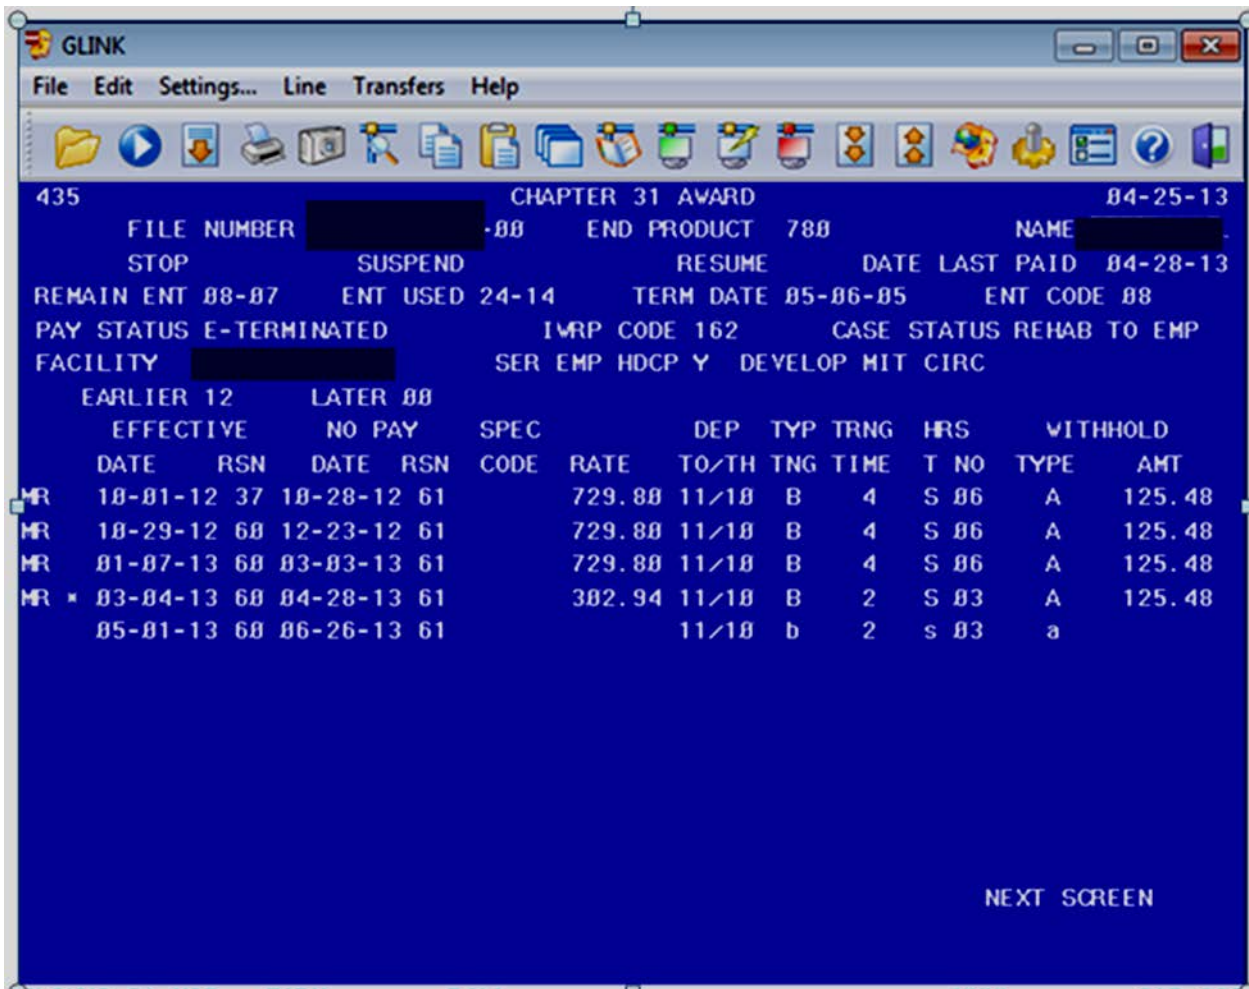 GLINK
File Edit Settings... Line Transfers Help
435 CHAPTER 31 AWARD 04-25-13
FILE NUMBER -00 END PRODUCT 780 NAME
STOP SUSPEND RESUME DATE LAST PAID 04-28-13
REMAIN ENT 08-07 ENT USED 24-14 TERM DATE 05-06-05 ENT CODE 08
PAY STATUS E-TERMINATED IWRP CODE 162 CASE STATUS REHAB TO EMP
FACILITY SER EMP HDCP Y DEVELOP MIT CIRC
EARLIER 12 LATER 00
EFFECTIVE NO PAY SPEC DEP TYP TRNG HRS WITHHOLD
DATE RSN DATE RSN CODE RATE TO/TH TNG TIME T NO TYPE AMT
MR 10-01-12 37 10-28-12 61 729.80 11/10 B 4 S 06 A 125.48
MR 10-29-12 60 12-23-12 61 729.80 11/10 B 4 S 06 A 125.48
MR 01-07-13 60 03-03-13 61 729.80 11/10 B 4 S 06 A 125.48
MR * 03-04-13 60 04-28-13 61 302.94 11/10 B 2 S 03 A 125.48
05-01-13 60 06-26-13 61 11/10 b 2 s 03 a
NEXT SCREEN